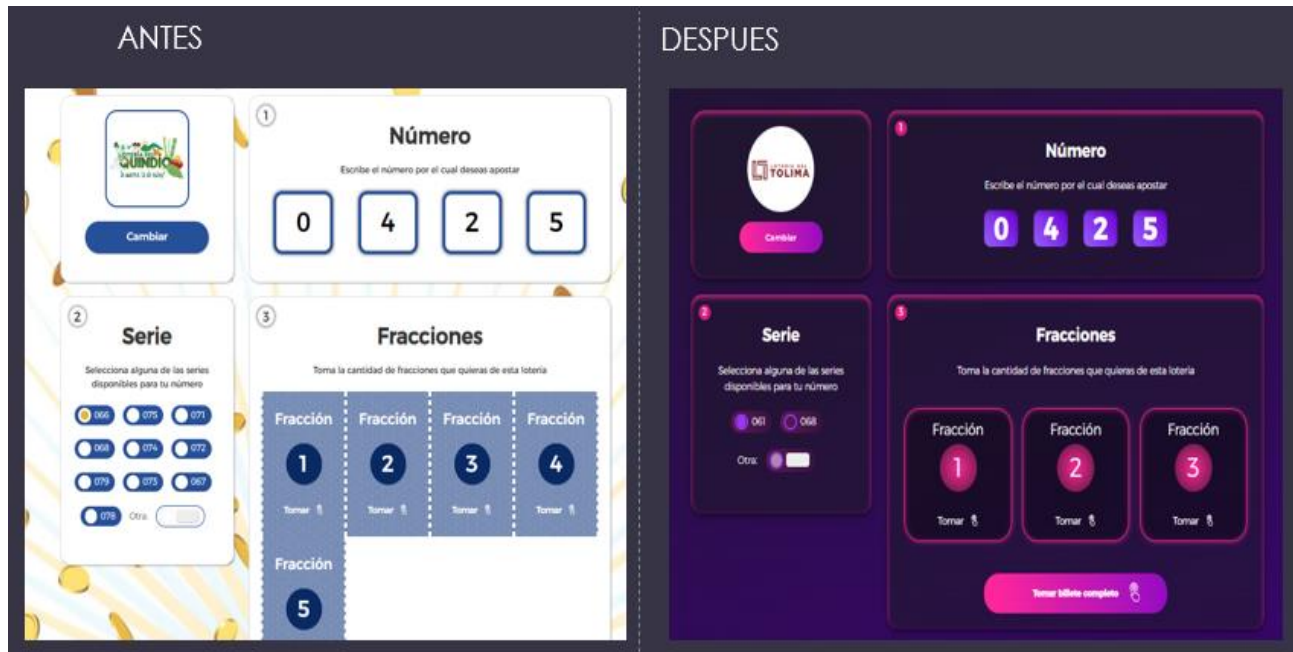 ANTES
DESPUES
QUINDIO
Cambiar
1
Número
Escribe el número por el cual deseas apostar
0 4 2 5
2
Serie
Selecciona alguna de las series
disponibles para tu número
066 075 071
068 074 072
079 073 067
078 Otra:
3
Fracciones
Toma la cantidad de fracciones que quieras de esta lotería
Fracción Fracción Fracción Fracción
1 2 3 4
Tomar Tomar Tomar Tomar
Fracción
5
LOTERIA DEL
TOLIMA
Cambiar
1
Número
Escribe el número por el cual deseas apostar
0 4 2 5
2
Serie
Selecciona alguna de las series
disponibles para tu número
061 068
Otra:
3
Fracciones
Toma la cantidad de fracciones que quieras de esta lotería
Fracción Fracción Fracción
1 2 3
Tomar Tomar Tomar
Tomar billete completo